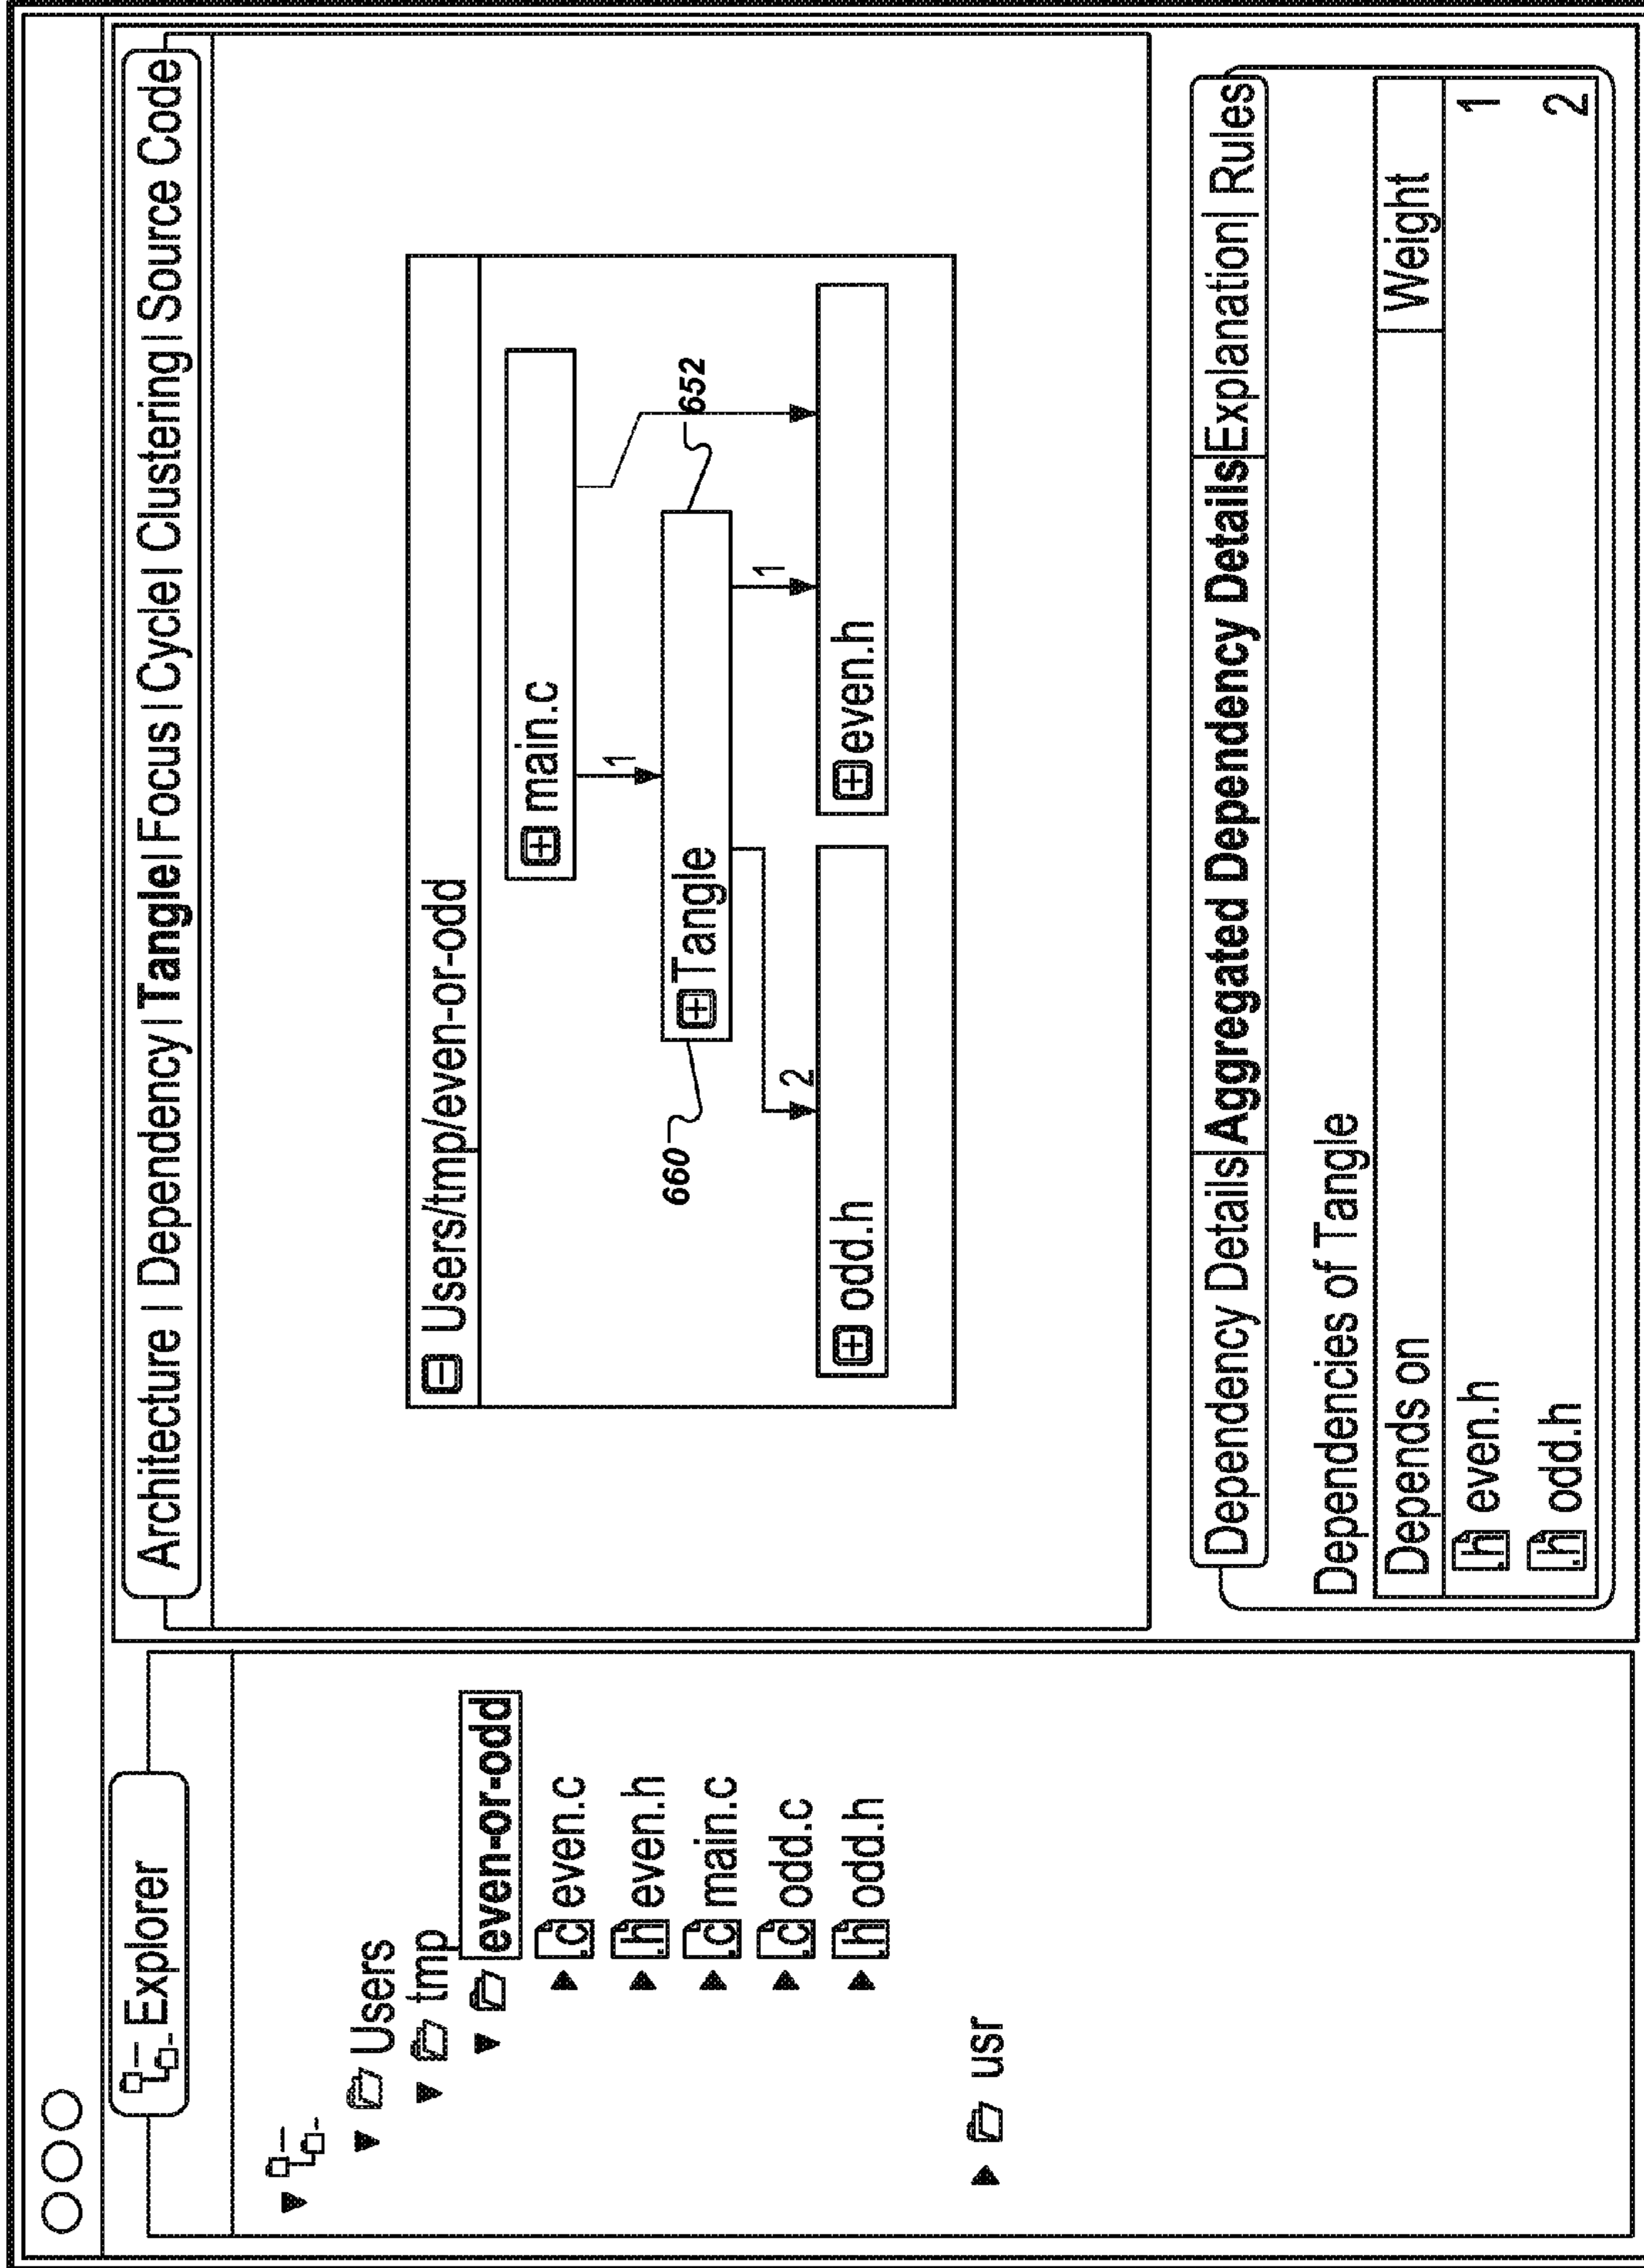 Explorer
Users
tmp
even-or-odd
.c even.c
.h even.h
.c main.c
.c odd.c
.h odd.h
usr
Architecture | Dependency | Tangle | Focus | Cycle | Clustering | Source Code
Users/tmp/even-or-odd
main.c
1
652
660
Tangle
2
1
odd.h
even.h
Dependency Details | Aggregated Dependency Details | Explanation | Rules
Dependencies of Tangle
Depends on | Weight
.h even.h 1
.h odd.h 2